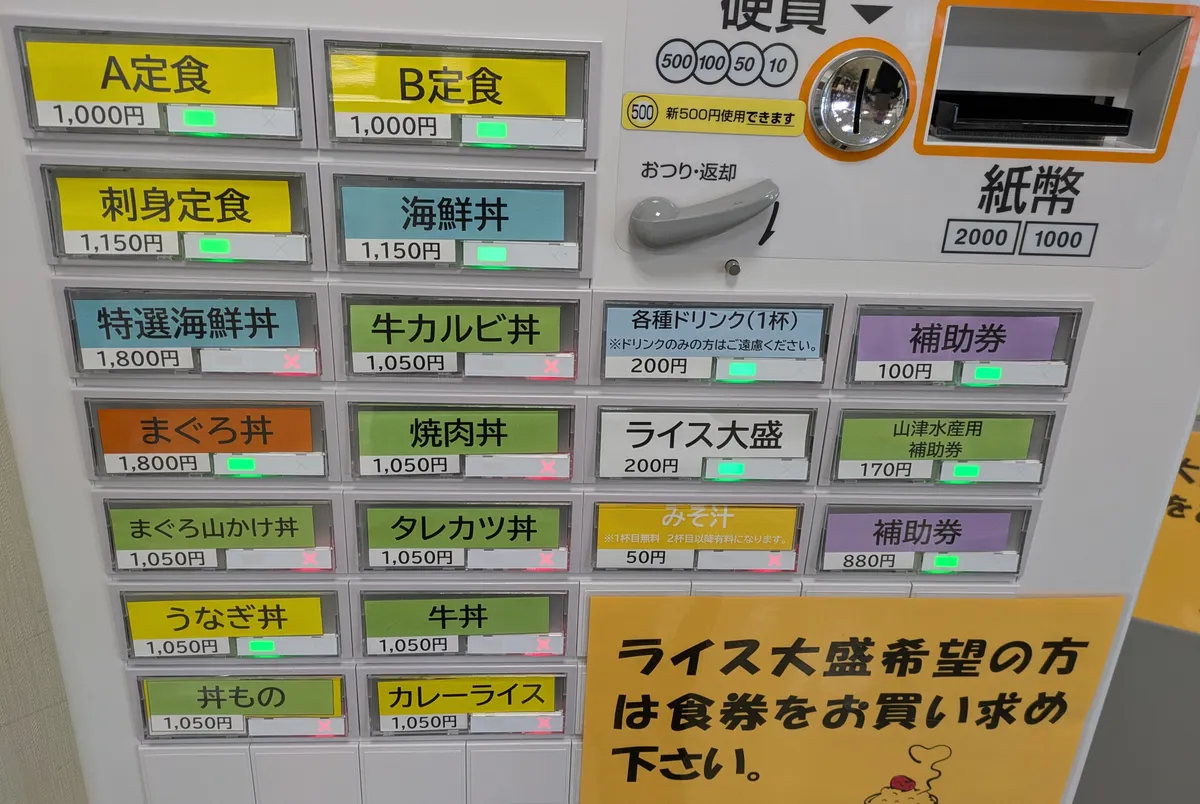 硬貨
500 100 50 10
500 新500円使用できます
おつり・返却
紙幣
2000 1000
A定食
1,000円
B定食
1,000円
刺身定食
1,150円
海鮮丼
1,150円
特選海鮮丼
1,800円
牛カルビ丼
1,050円
各種ドリンク(1杯)
※ドリンクのみの方はご遠慮ください。
200円
補助券
100円
まぐろ丼
1,800円
焼肉丼
1,050円
ライス大盛
200円
山津水産用
補助券
170円
まぐろ山かけ丼
1,050円
タレカツ丼
1,050円
みそ汁
※1杯目無料 2杯目以降有料になります。
50円
補助券
880円
うなぎ丼
1,050円
牛丼
1,050円
丼もの
1,050円
カレーライス
1,050円
ライス大盛希望の方
は食券をお買い求め
下さい。